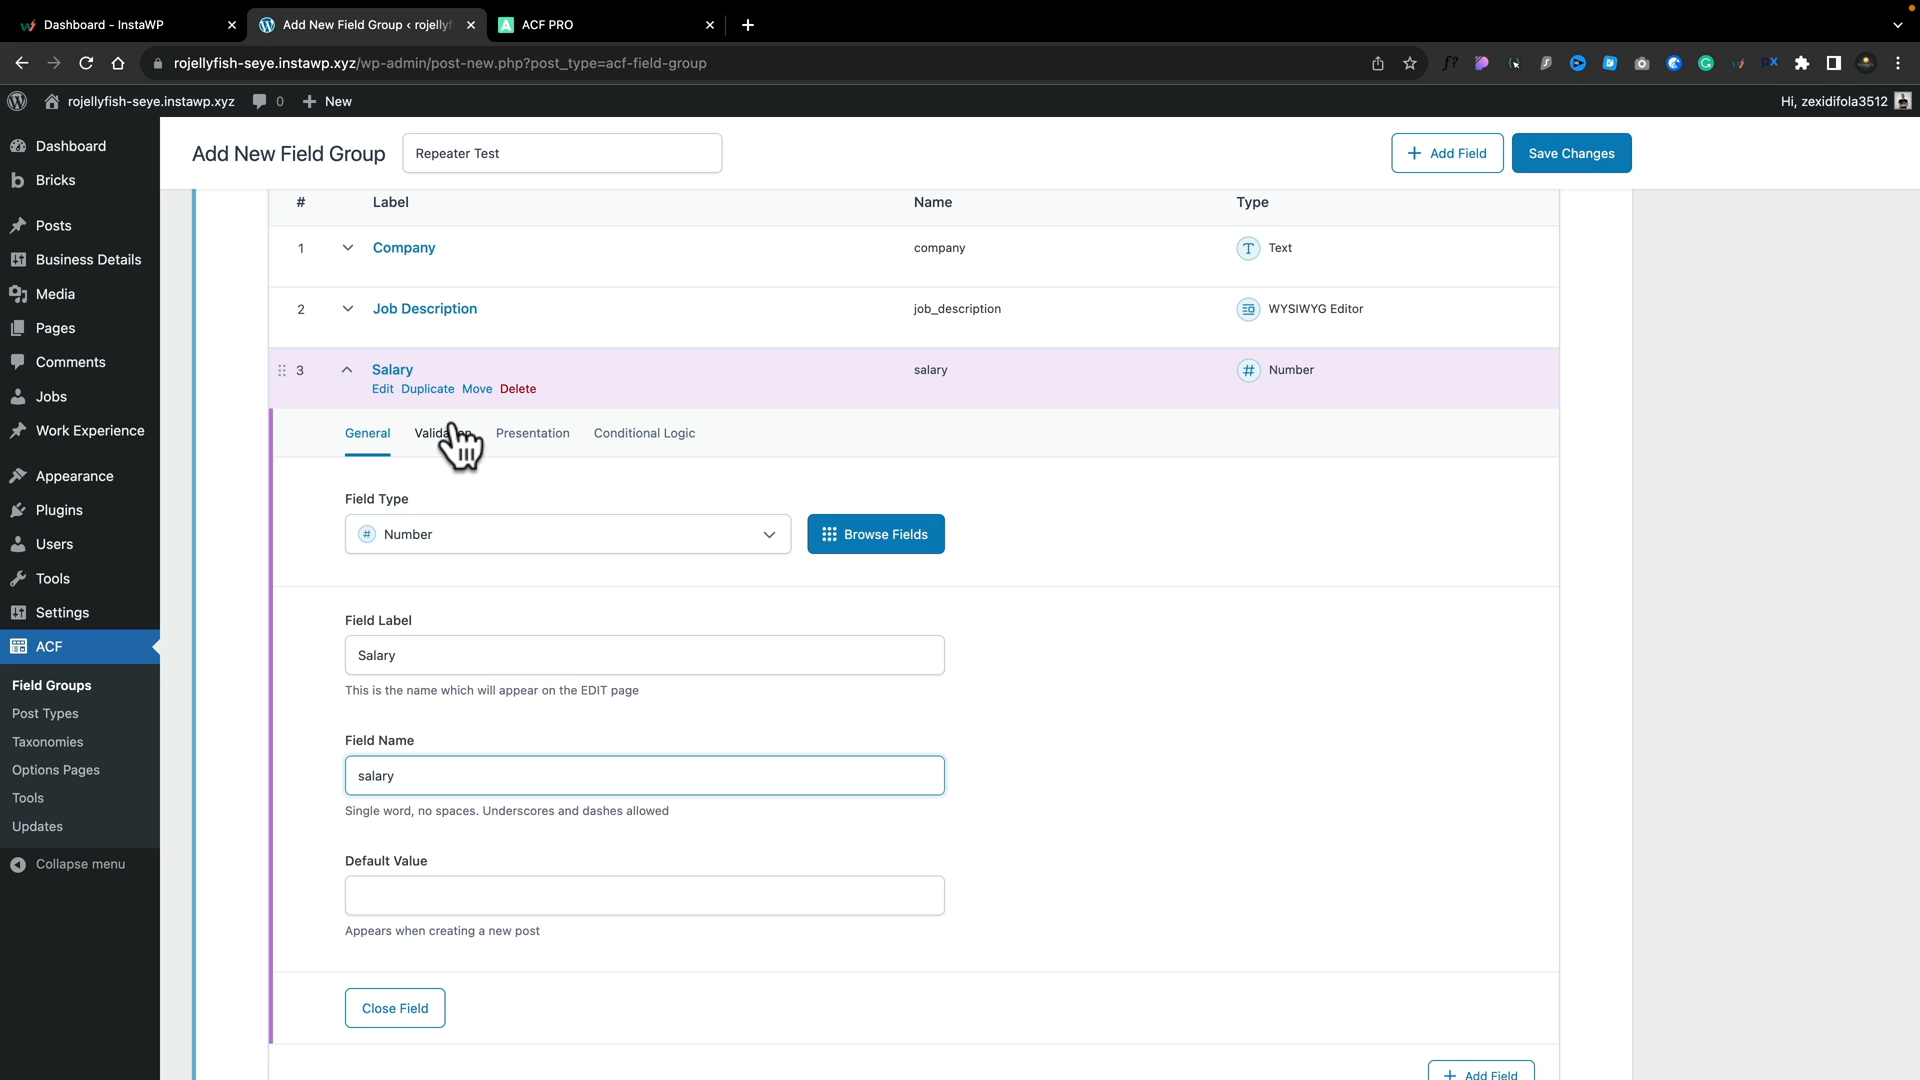 Dashboard - InstaWP
Add New Field Group ‹ rojellyf
ACF PRO
rojellyfish-seye.instawp.xyz/wp-admin/post-new.php?post_type=acf-field-group
rojellyfish-seye.instawp.xyz
0
New
Hi, zexidifola3512
Dashboard
Bricks
Posts
Business Details
Media
Pages
Comments
Jobs
Work Experience
Appearance
Plugins
Users
Tools
Settings
ACF
Field Groups
Post Types
Taxonomies
Options Pages
Tools
Updates
Collapse menu
Add New Field Group
Repeater Test
+ Add Field
Save Changes
# Label Name Type
1 Company company Text
2 Job Description job_description WYSIWYG Editor
3 Salary salary # Number
Edit Duplicate Move Delete
General Validation Presentation Conditional Logic
Field Type
# Number
Browse Fields
Field Label
Salary
This is the name which will appear on the EDIT page
Field Name
salary
Single word, no spaces. Underscores and dashes allowed
Default Value
Appears when creating a new post
Close Field
+ Add Field